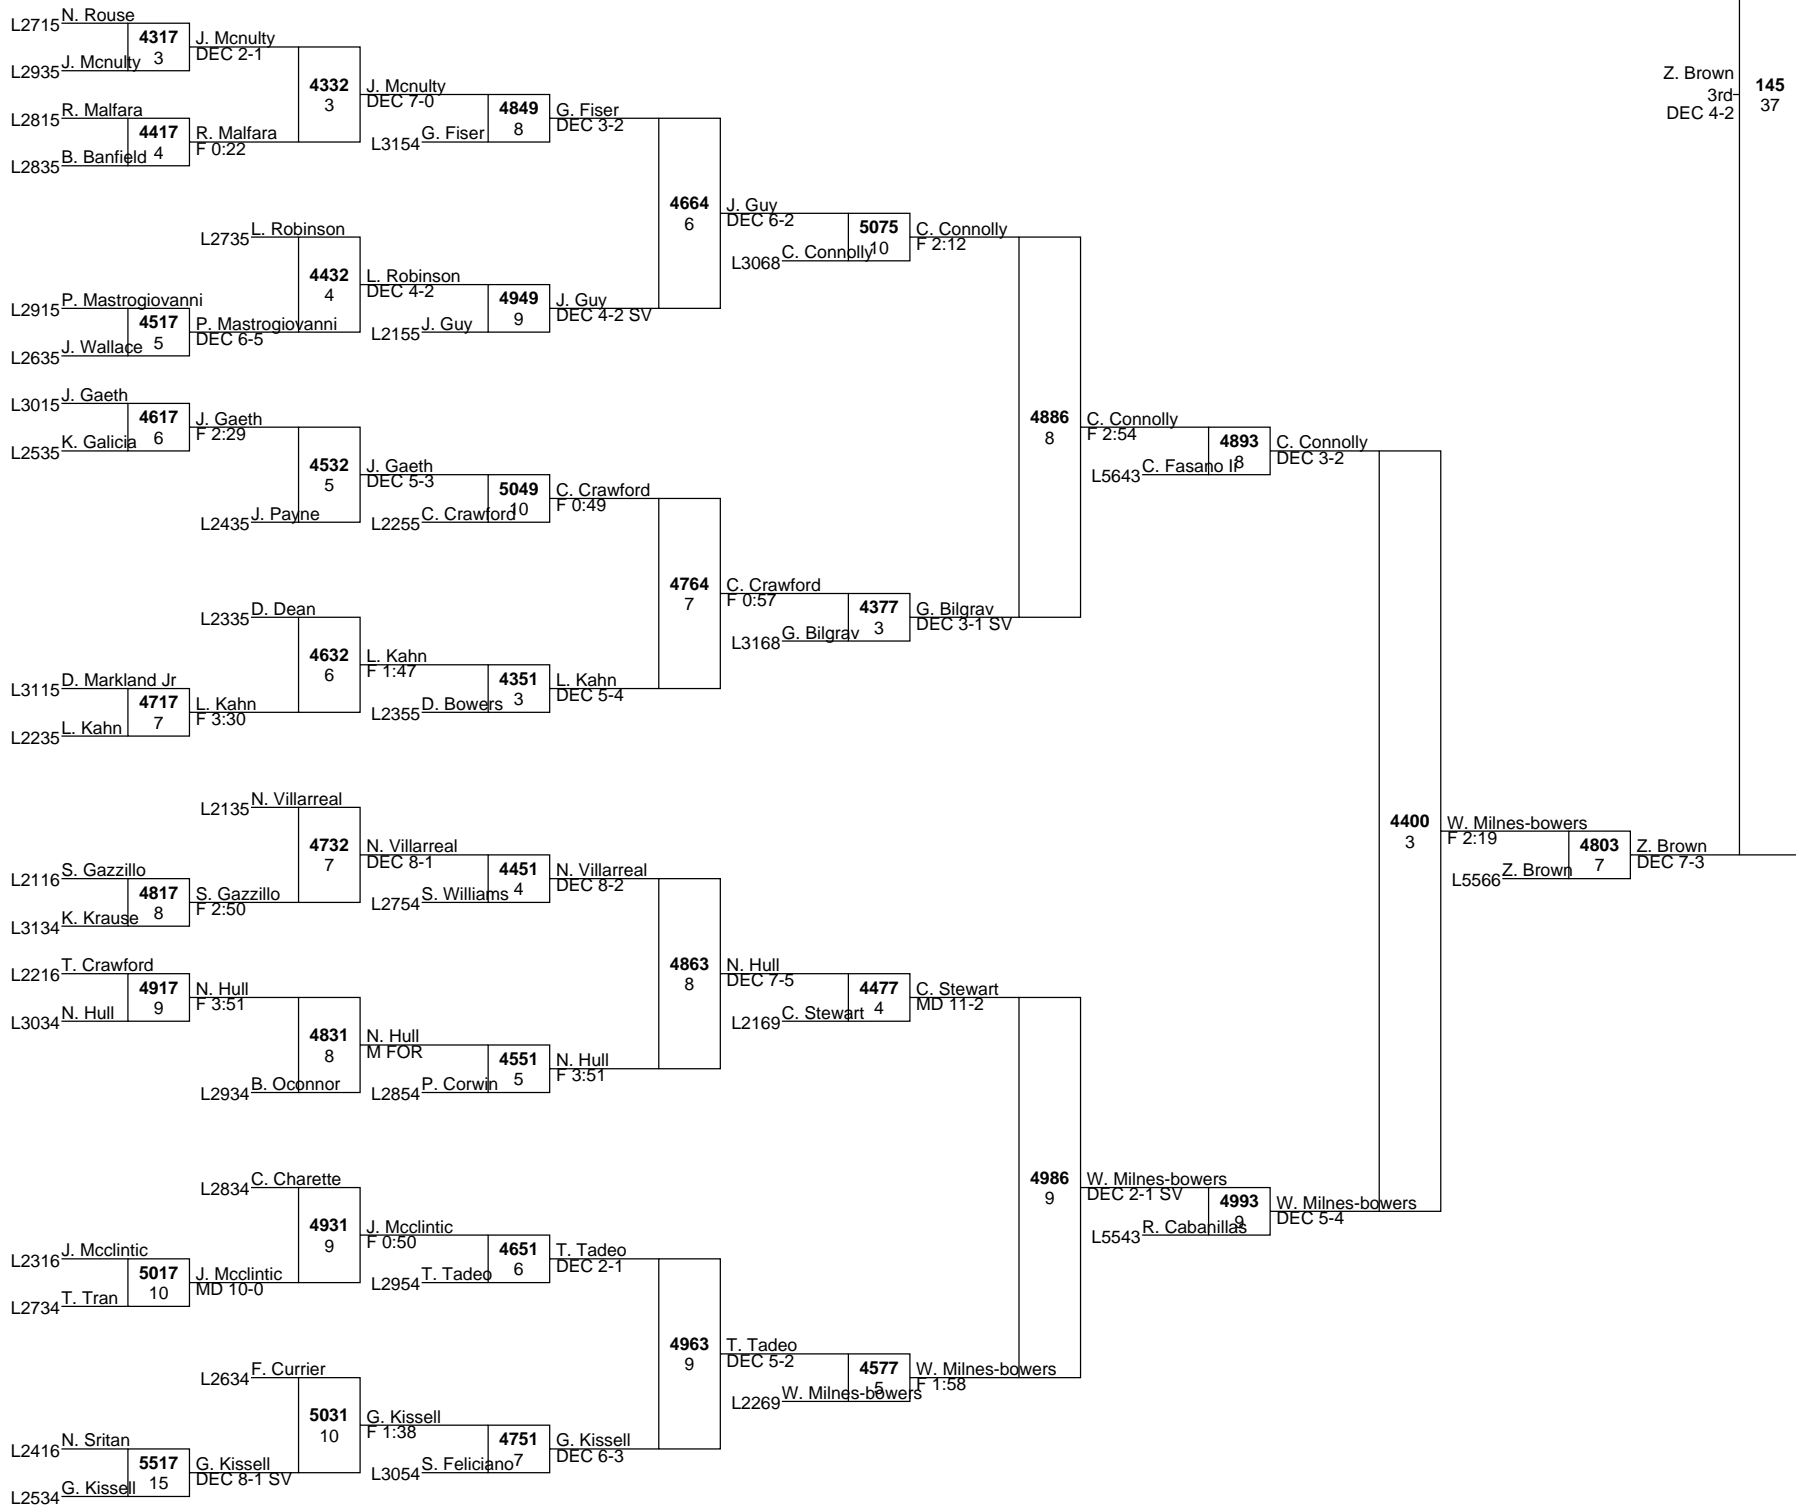 L2715 N. Rouse
4317
3
J. Mcnulty
DEC 2-1
L2935 J. Mcnulty
4332
3
J. Mcnulty
DEC 7-0
L2815 R. Malfara
4417
4
R. Malfara
F 0:22
L2835 B. Banfield
4849
8
G. Fiser
DEC 3-2
L3154 G. Fiser
4664
6
J. Guy
DEC 6-2
L2735 L. Robinson
4432
4
L. Robinson
DEC 4-2
L2915 P. Mastrogiovanni
4517
5
P. Mastrogiovanni
DEC 6-5
L2635 J. Wallace
4949
9
J. Guy
DEC 4-2 SV
L2155 J. Guy
5075
10
C. Connolly
F 2:12
L3068 C. Connolly
L3015 J. Gaeth
4617
6
J. Gaeth
F 2:29
L2535 K. Galicia
4532
5
J. Gaeth
DEC 5-3
L2435 J. Payne
5049
10
C. Crawford
F 0:49
L2255 C. Crawford
4764
7
C. Crawford
F 0:57
L2335 D. Dean
4632
6
L. Kahn
F 1:47
L3115 D. Markland Jr
4717
7
L. Kahn
F 3:30
L2235 L. Kahn
4351
3
L. Kahn
DEC 5-4
L2355 D. Bowers
4377
3
G. Bilgrav
DEC 3-1 SV
L3168 G. Bilgrav
4886
8
C. Connolly
F 2:54
4893
8
C. Connolly
DEC 3-2
L5643 C. Fasano II
L2135 N. Villarreal
4732
7
N. Villarreal
DEC 8-1
L2116 S. Gazzillo
4817
8
S. Gazzillo
F 2:50
L3134 K. Krause
4451
4
N. Villarreal
DEC 8-2
L2754 S. Williams
4863
8
N. Hull
DEC 7-5
L2216 T. Crawford
4917
9
N. Hull
F 3:51
L3034 N. Hull
4831
8
N. Hull
M FOR
L2934 B. Oconnor
4551
5
N. Hull
F 3:51
L2854 P. Corwin
4477
4
C. Stewart
MD 11-2
L2169 C. Stewart
L2834 C. Charette
4931
9
J. Mcclintic
F 0:50
L2316 J. Mcclintic
5017
10
J. Mcclintic
MD 10-0
L2734 T. Tran
4651
6
T. Tadeo
DEC 2-1
L2954 T. Tadeo
4963
9
T. Tadeo
DEC 5-2
L2634 F. Currier
5031
10
G. Kissell
F 1:38
L2416 N. Sritan
5517
15
G. Kissell
DEC 8-1 SV
L2534 G. Kissell
4751
7
G. Kissell
DEC 6-3
L3054 S. Feliciano
4577
5
W. Milnes-bowers
F 1:58
L2269 W. Milnes-bowers
4986
9
W. Milnes-bowers
DEC 2-1 SV
4993
9
W. Milnes-bowers
DEC 5-4
L5543 R. Cabanillas
4400
3
W. Milnes-bowers
F 2:19
4803
7
Z. Brown
DEC 7-3
L5566 Z. Brown
Z. Brown
3rd
DEC 4-2
145
37